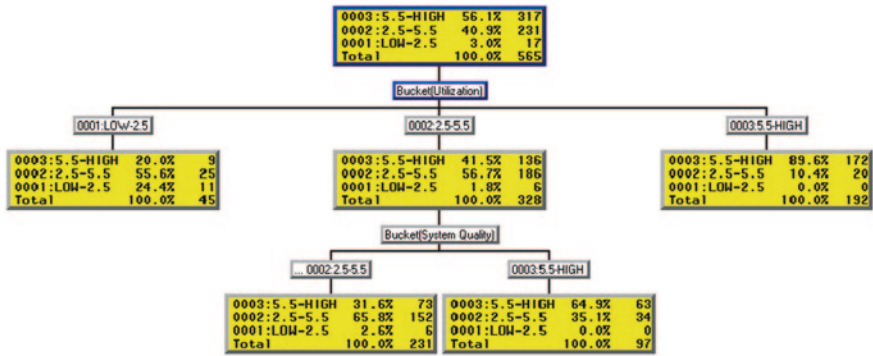 0003:5.5-HIGH 56.1% 317
0002:2.5-5.5 40.9% 231
0001:LOW-2.5 3.0% 17
Total 100.0% 565
Bucket(Utilization)
0001:LOW-2.5
0002:2.5-5.5
0003:5.5-HIGH
0003:5.5-HIGH 20.0% 9
0002:2.5-5.5 55.6% 25
0001:LOW-2.5 24.4% 11
Total 100.0% 45
0003:5.5-HIGH 41.5% 136
0002:2.5-5.5 56.7% 186
0001:LOW-2.5 1.8% 6
Total 100.0% 328
0003:5.5-HIGH 89.6% 172
0002:2.5-5.5 10.4% 20
0001:LOW-2.5 0.0% 0
Total 100.0% 192
Bucket(System Quality)
... 0002:2.5-5.5
0003:5.5-HIGH
0003:5.5-HIGH 31.6% 73
0002:2.5-5.5 65.8% 152
0001:LOW-2.5 2.6% 6
Total 100.0% 231
0003:5.5-HIGH 64.9% 63
0002:2.5-5.5 35.1% 34
0001:LOW-2.5 0.0% 0
Total 100.0% 97